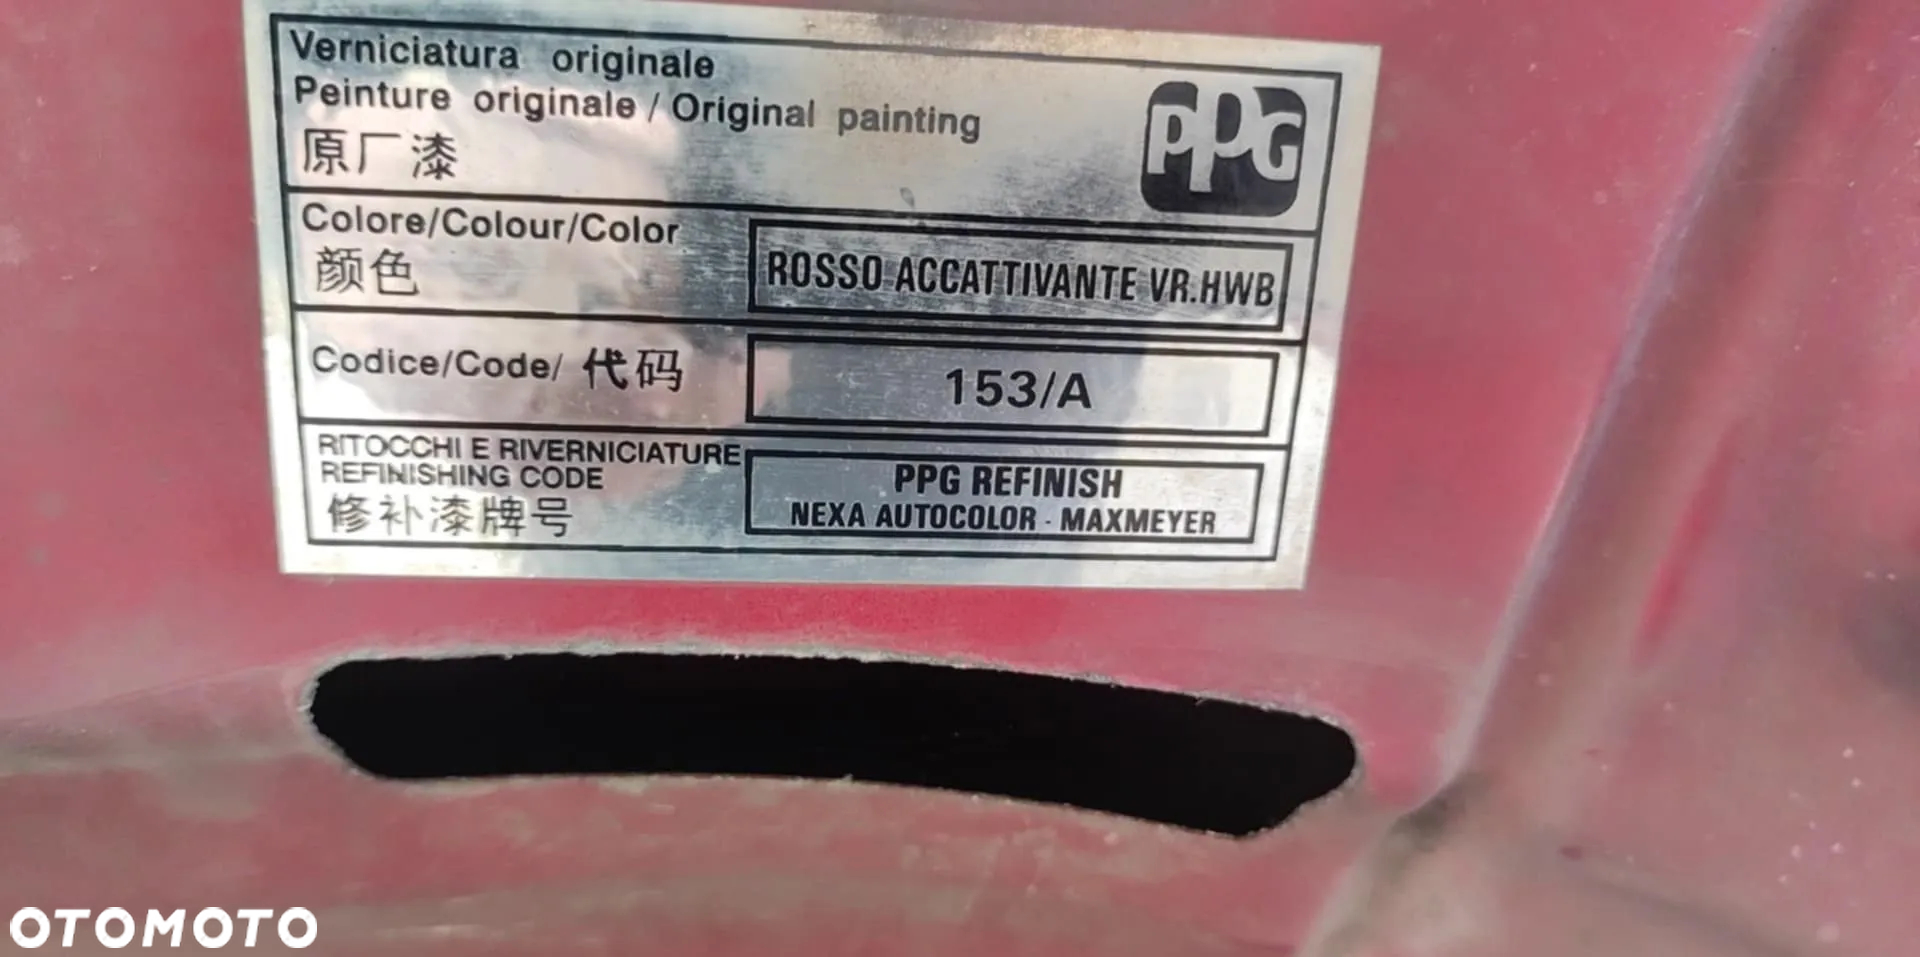 Verniciatura originale
Peinture originale / Original painting
原厂漆
PPG
Colore/Colour/Color
颜色
ROSSO ACCATTIVANTE VR.HWB
Codice/Code/ 代码
153/A
RITOCCHI E RIVERNICIATURE
REFINISHING CODE
修补漆牌号
PPG REFINISH
NEXA AUTOCOLOR - MAXMEYER
OTOMOTO